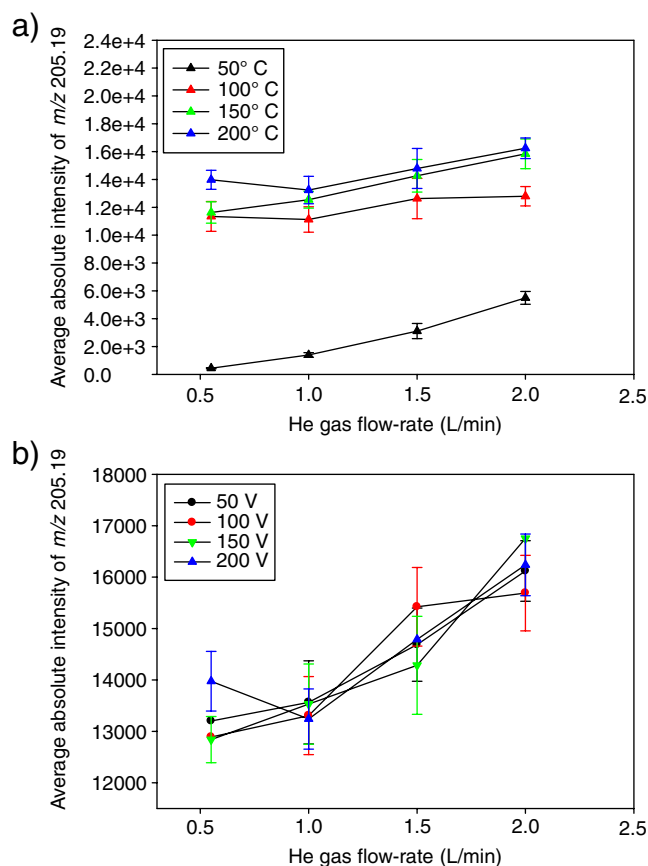 a)
Average absolute intensity of m/z 205.19
2.4e+4
2.2e+4
2.0e+4
1.8e+4
1.6e+4
1.4e+4
1.2e+4
1.0e+4
8.0e+3
6.0e+3
4.0e+3
2.0e+3
0.0
50° C
100° C
150° C
200° C
0.5 1.0 1.5 2.0 2.5
He gas flow-rate (L/min)
b)
Average absolute intensity of m/z 205.19
18000
17000
16000
15000
14000
13000
12000
50 V
100 V
150 V
200 V
0.5 1.0 1.5 2.0 2.5
He gas flow-rate (L/min)